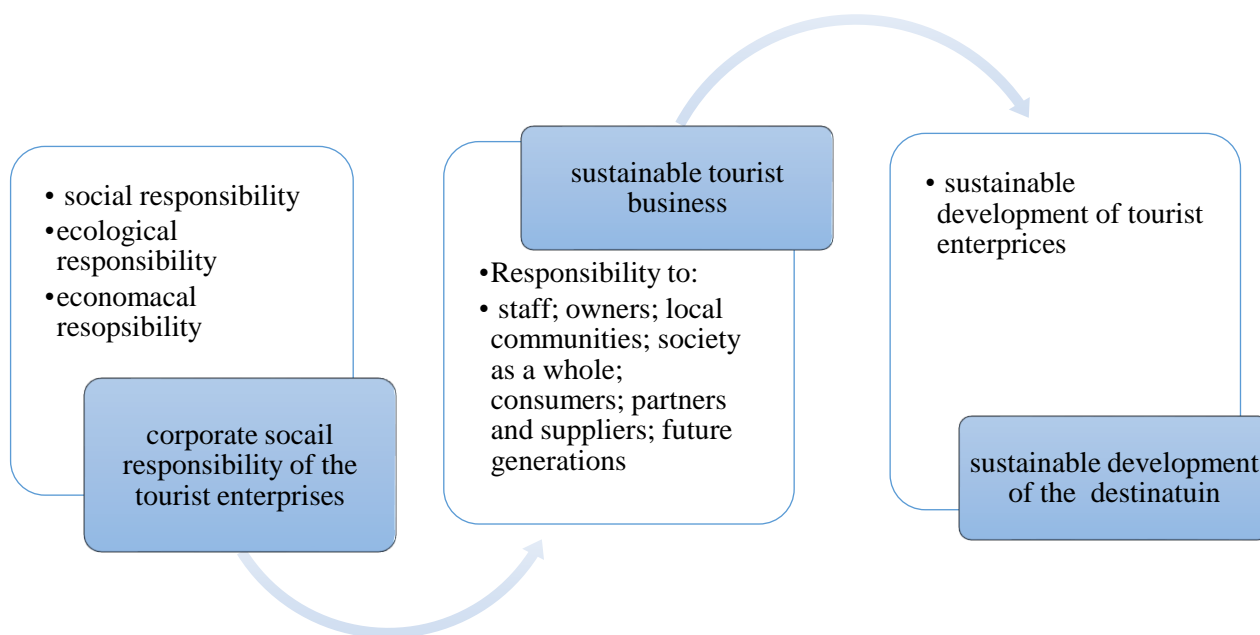 • social responsibility
•ecological
responsibility
•economacal
resopsibility
corporate socail
responsibility of the
tourist enterprises
sustainable tourist
business
•Responsibility to:
• staff; owners; local
communities; society
as a whole;
consumers; partners
and suppliers; future
generations
• sustainable
development of tourist
enterprices
sustainable development
of the destinatuin